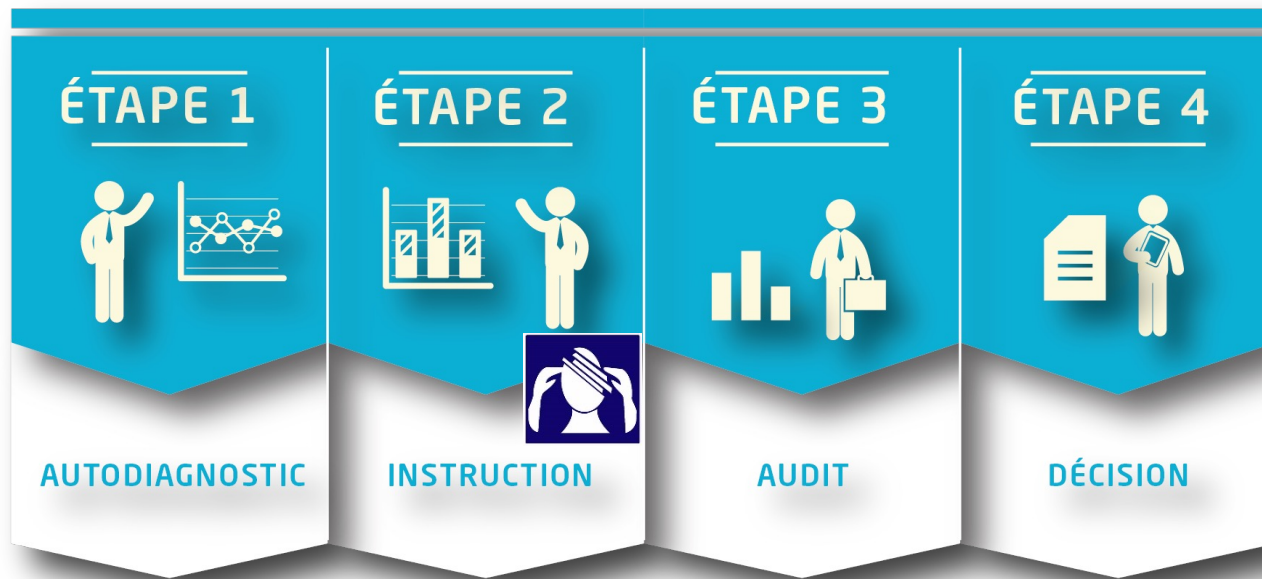 ÉTAPE 1
ÉTAPE 2
ÉTAPE 3
ÉTAPE 4
AUTODIAGNOSTIC
INSTRUCTION
AUDIT
DÉCISION